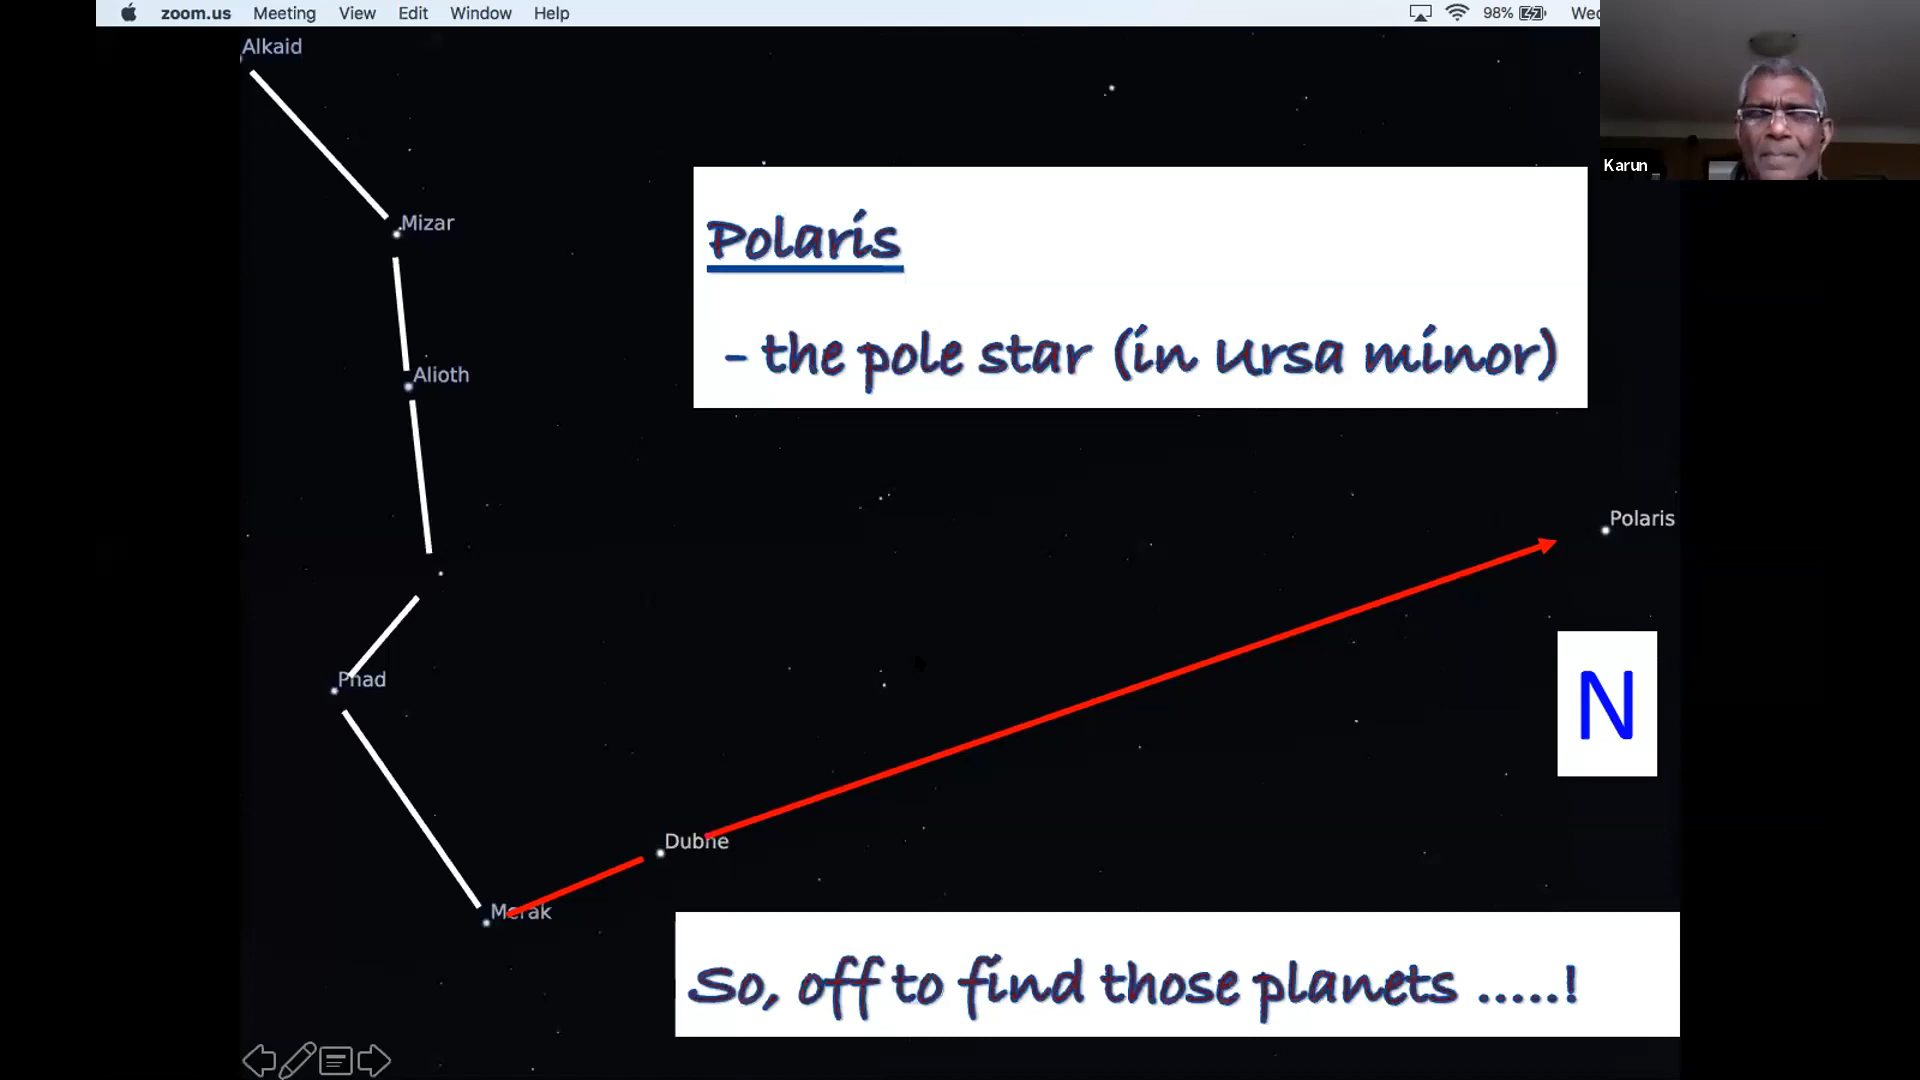 zoom.us Meeting View Edit Window Help 98% Wed
Alkaid
Karun
Mizar
Polaris
- the pole star (in Ursa minor)
Alioth
Polaris
Phad
N
Dubhe
Merak
So, off to find those planets .....!